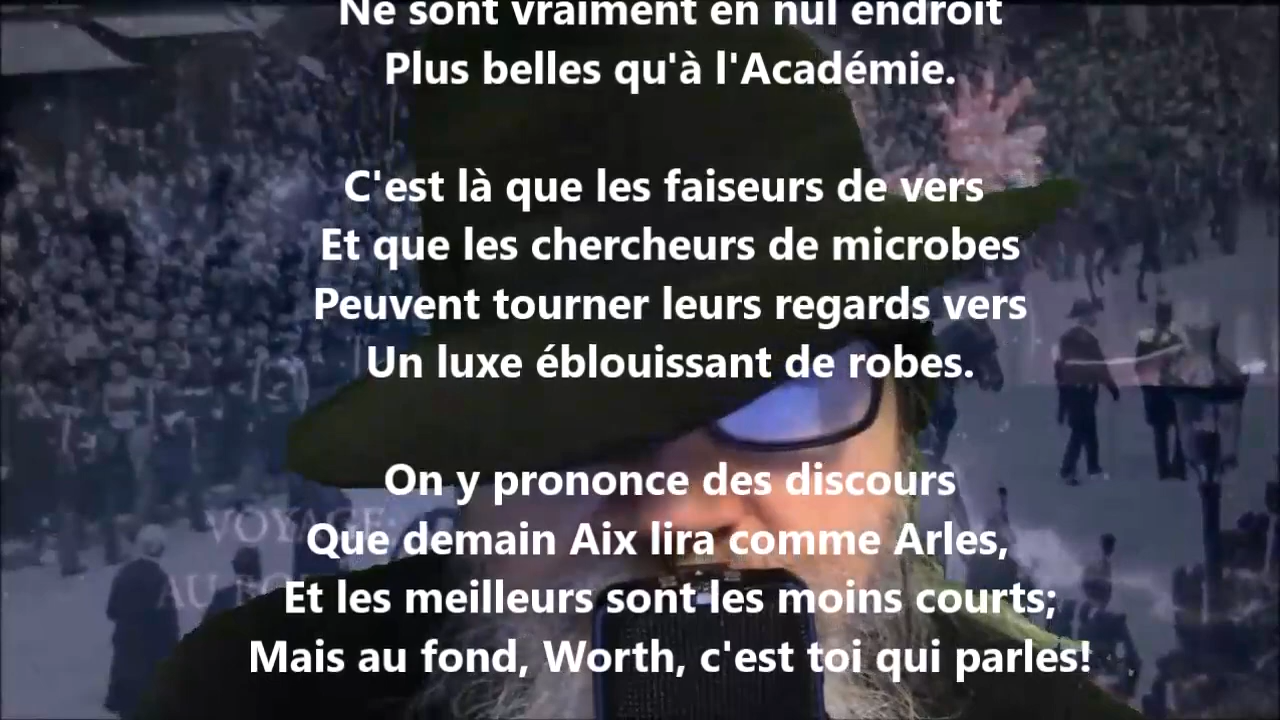 Ne sont vraiment en nul endroit
Plus belles qu'à l'Académie.
C'est là que les faiseurs de vers
Et que les chercheurs de microbes
Peuvent tourner leurs regards vers
Un luxe éblouissant de robes.
On y prononce des discours
Que demain Aix lira comme Arles,
Et les meilleurs sont les moins courts;
Mais au fond, Worth, c'est toi qui parles!
VOYAGE
AU